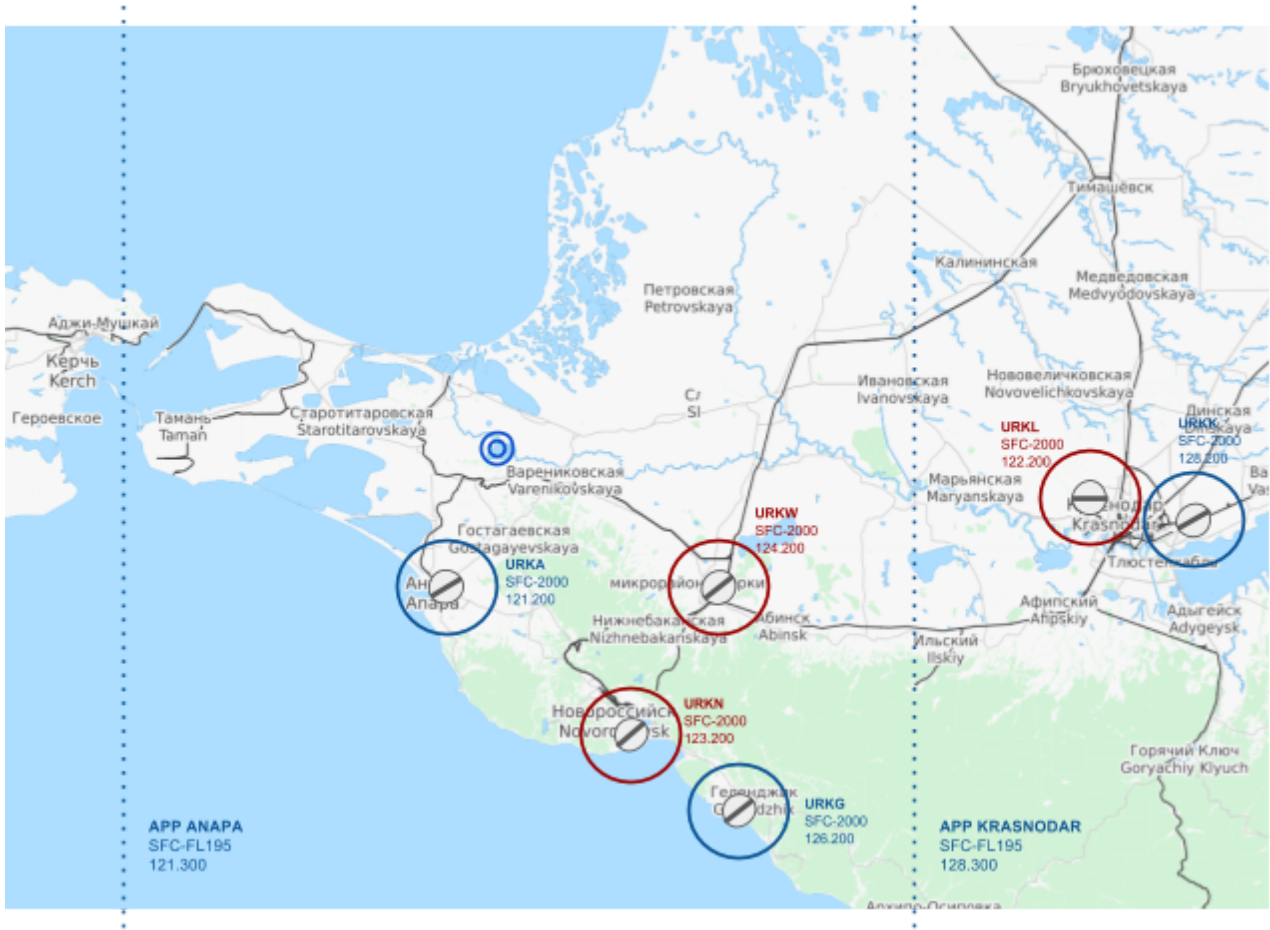 Брюховецкая
Bryukhovetskaya
Тимашёвск
Калининская
Медведовская
Medvyodovskaya
Петровская
Petrovskaya
Аджи-Мушкай
Керчь
Kerch
Героевское
Тамань
Taman
Старотитаровская
Starotitarovskaya
Сл
Sl
Ивановская
Ivanovskaya
Нововеличковская
Novovelichkovskaya
Динская
URKL
SFC-2000
122.200
URKK
SFC-2000
128.200
Варениковская
Varenikovskaya
Марьянская
Maryanskaya
Krasnodar
URKW
SFC-2000
124.200
Гостагаевская
Gostagayevskaya
URKA
SFC-2000
121.200
микрорайон
Нижнебаканская
Nizhnebakanskaya
Абинск
Abinsk
Афипский
Afipskiy
Адыгейск
Adygeysk
Ильский
Ilskiy
Новороссийск
URKN
SFC-2000
123.200
Горячий Ключ
Goryachiy Klyuch
Геленджик
URKG
SFC-2000
126.200
APP ANAPA
SFC-FL195
121.300
APP KRASNODAR
SFC-FL195
128.300